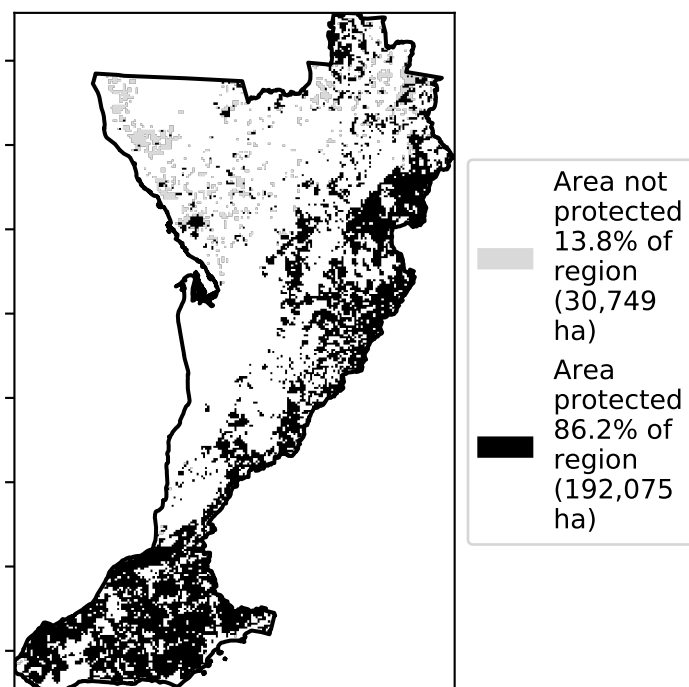 Area not
protected
13.8% of
region
(30,749
ha)
Area
protected
86.2% of
region
(192,075
ha)